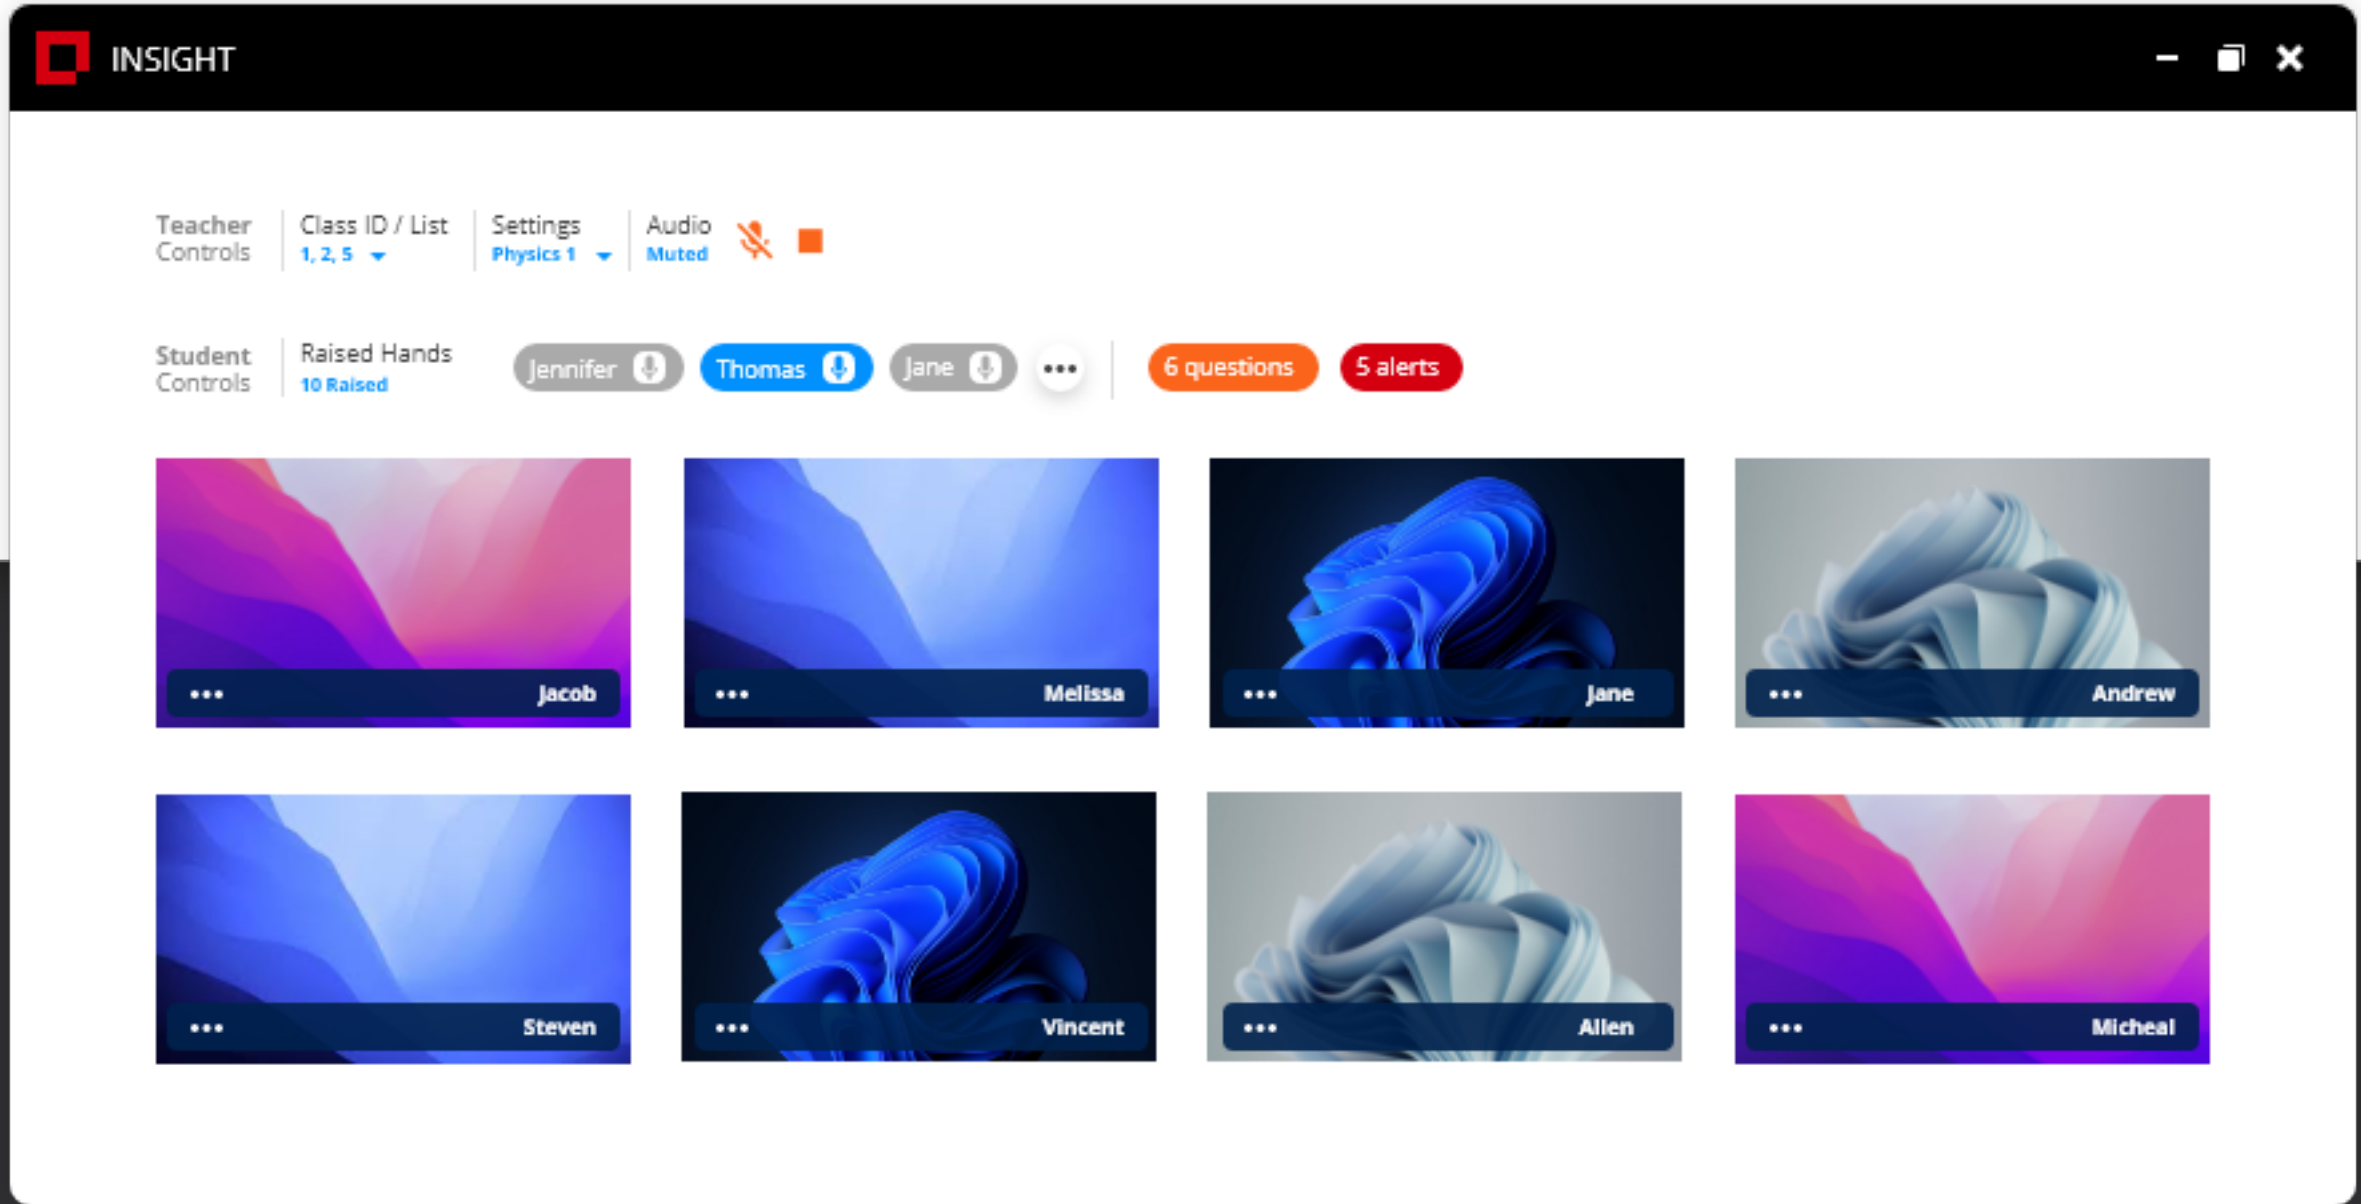 INSIGHT
Teacher Controls
Class ID / List
1, 2, 5
Settings
Physics 1
Audio
Muted
Student Controls
Raised Hands
10 Raised
Jennifer
Thomas
Jane
6 questions
5 alerts
Jacob
Melissa
Jane
Andrew
Steven
Vincent
Allen
Micheal